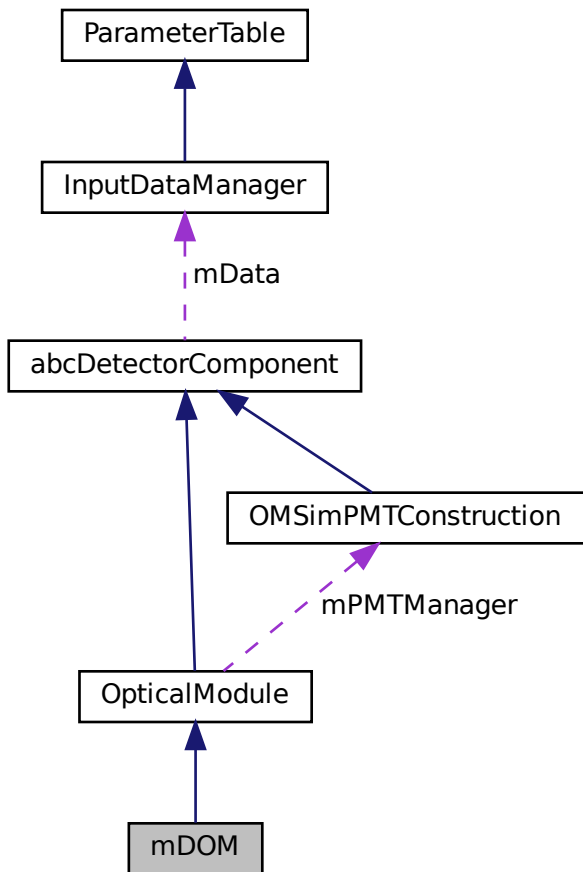 ParameterTable
InputDataManager
mData
abcDetectorComponent
OMSimPMTConstruction
mPMTManager
OpticalModule
mDOM